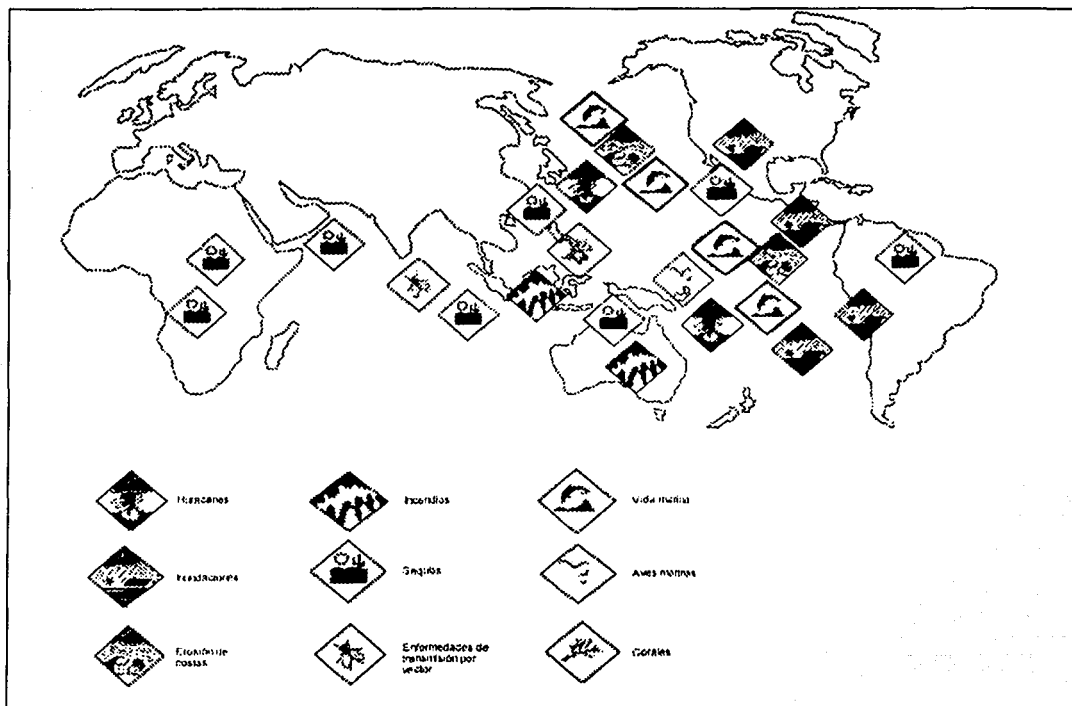 Huracanes
Incendios
Vida marina
Inundaciones
Sequías
Aves marinas
Erosión de
costas
Enfermedades de
transmisión por
vector
Corales